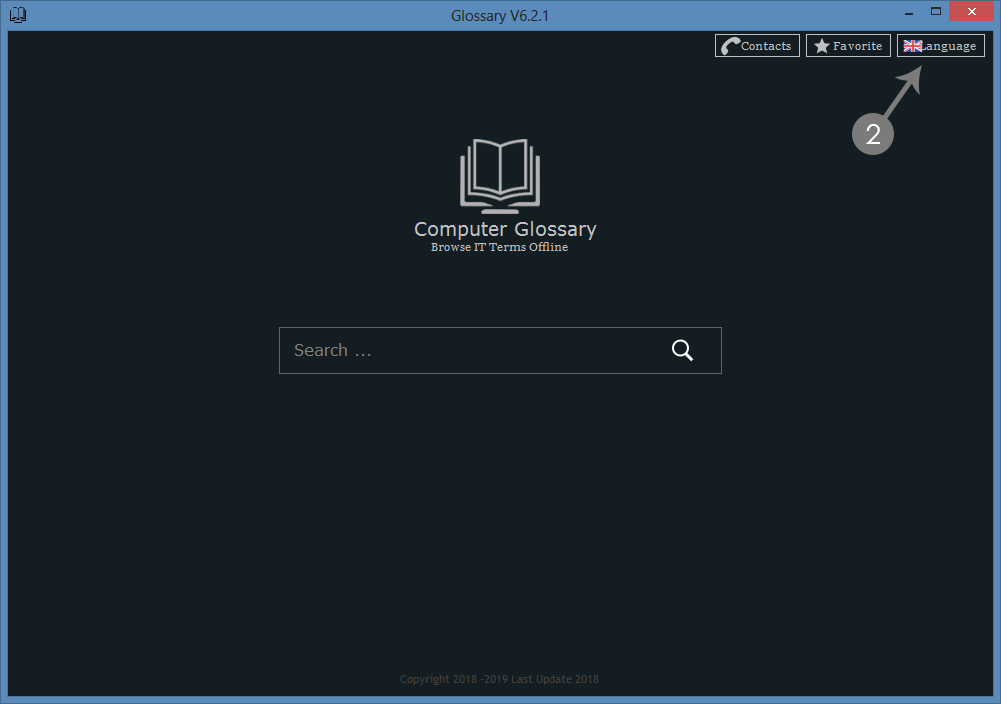 Glossary V6.2.1
Contacts Favorite Language
2
Computer Glossary
Browse IT Terms Offline
Search ...
Copyright 2018 -2019 Last Update 2018